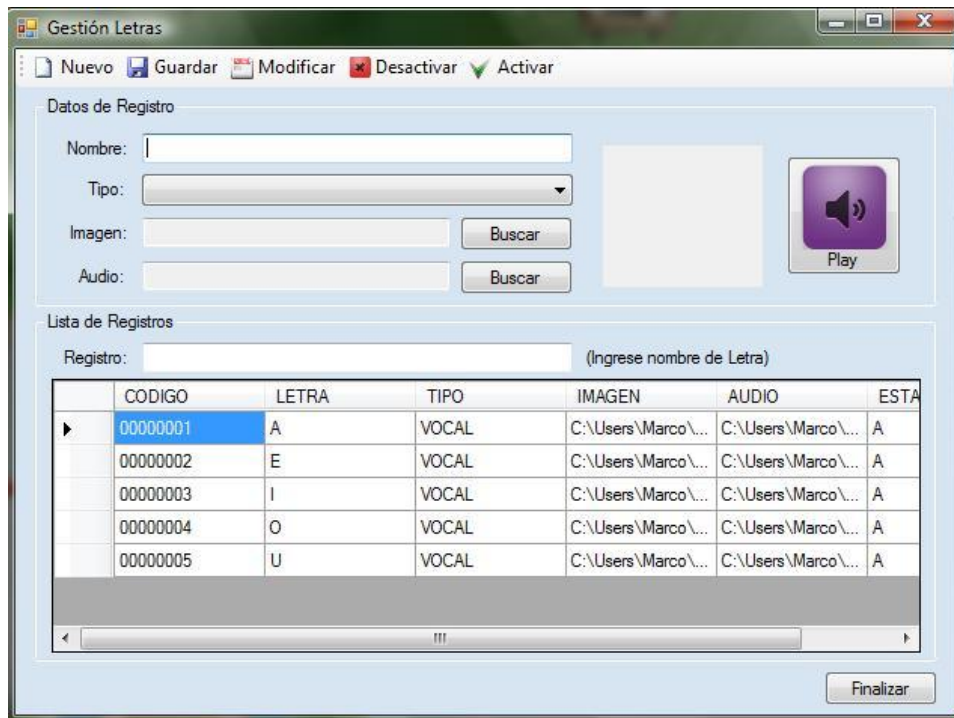 Gestión Letras
Nuevo Guardar Modificar Desactivar Activar
Datos de Registro
Nombre:
Tipo:
Imagen: Buscar
Audio: Buscar
Play
Lista de Registros
Registro: (Ingrese nombre de Letra)
CODIGO LETRA TIPO IMAGEN AUDIO ESTA
00000001 A VOCAL C:\Users\Marco\... C:\Users\Marco\... A
00000002 E VOCAL C:\Users\Marco\... C:\Users\Marco\... A
00000003 I VOCAL C:\Users\Marco\... C:\Users\Marco\... A
00000004 O VOCAL C:\Users\Marco\... C:\Users\Marco\... A
00000005 U VOCAL C:\Users\Marco\... C:\Users\Marco\... A
Finalizar